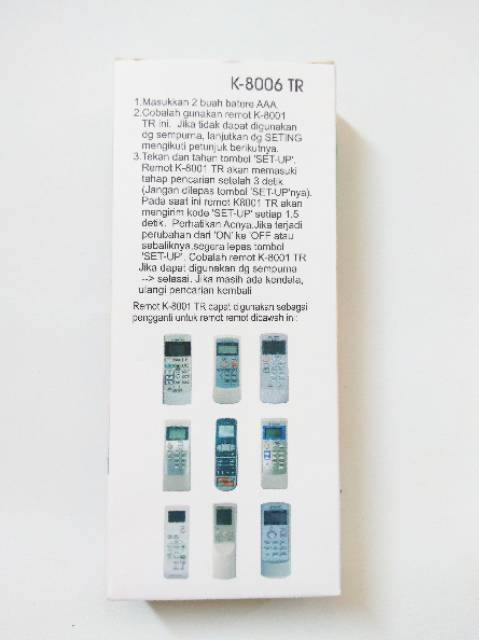 K-8006 TR
1.Masukkan 2 buah batere AAA
2.Cobalah gunakan remot K-8001
TR ini. Jika tidak dapat digunakan
dg sempurna, lanjutkan dg SETING
mengikuti petunjuk berikutnya.
3.Tekan dan tahan tombol 'SET-UP'.
Remot K-8001 TR akan memasuki
tahap pencarian setelah 3 detik
(Jangan dilepas tombol 'SET-UP'nya).
Pada saat ini remot K8001 TR akan
mengirim kode 'SET-UP' setiap 1,5
detik. Perhatikan Acnya.Jika terjadi
perubahan dari 'ON' ke 'OFF atau
sebaliknya,segera lepas tombol
'SET-UP'. Cobalah remot K-8001 TR
Jika dapat digunakan dg sempurna
--> selesai. Jika masih ada kendala,
ulangi pencarian kembali
Remot K-8001 TR dapat digunakan sebagai
pengganti untuk remot remot dibawah ini: